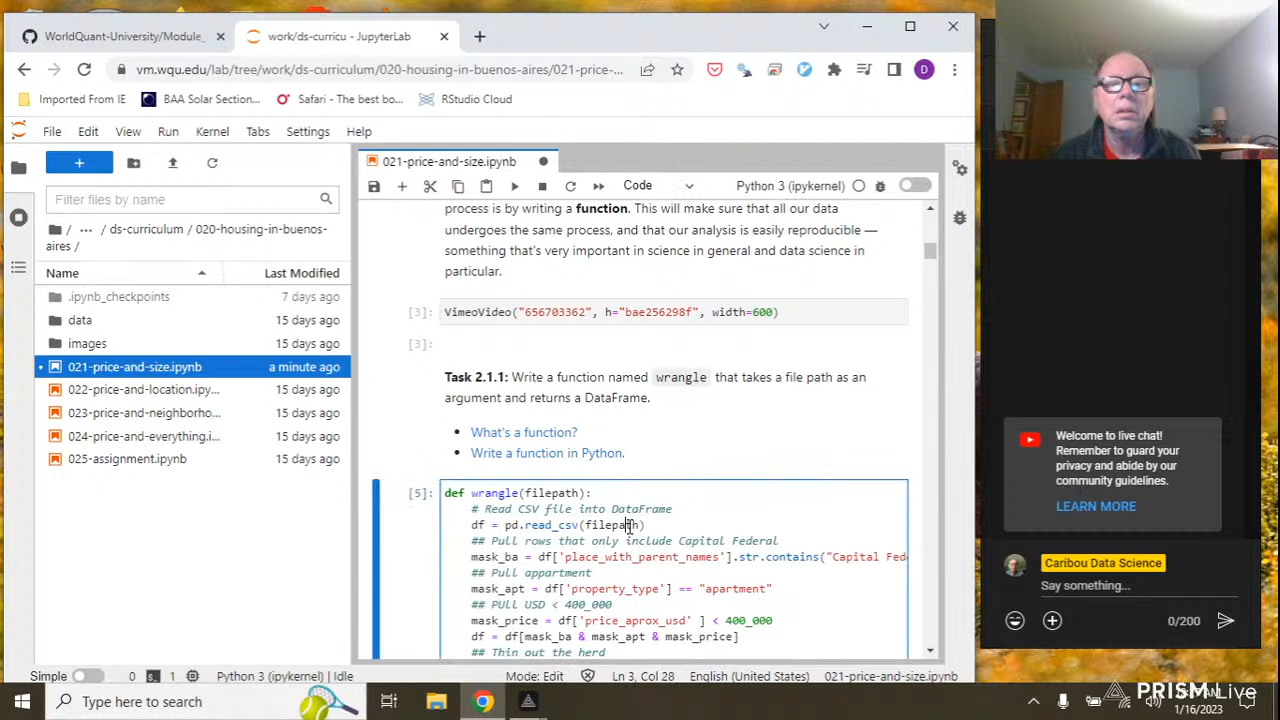 WorldQuant-University/Module_
work/ds-curricu - JupyterLab
vm.wqu.edu/lab/tree/work/ds-curriculum/020-housing-in-buenos-aires/021-price-...
D
Imported From IE
BAA Solar Section...
Safari - The best bo...
RStudio Cloud
File Edit View Run Kernel Tabs Settings Help
021-price-and-size.ipynb
Code
Python 3 (ipykernel)
Filter files by name
/ ... / ds-curriculum / 020-housing-in-buenos-
aires /
Name Last Modified
.ipynb_checkpoints 7 days ago
data 15 days ago
images 15 days ago
021-price-and-size.ipynb a minute ago
022-price-and-location.ipy... 15 days ago
023-price-and-neighborho... 15 days ago
024-price-and-everything.i... 15 days ago
025-assignment.ipynb 15 days ago
process is by writing a function. This will make sure that all our data
undergoes the same process, and that our analysis is easily reproducible —
something that's very important in science in general and data science in
particular.
[3]: VimeoVideo("656703362", h="bae256298f", width=600)
[3]:
Task 2.1.1: Write a function named wrangle that takes a file path as an
argument and returns a DataFrame.
• What's a function?
• Write a function in Python.
[5]: def wrangle(filepath):
# Read CSV file into DataFrame
df = pd.read_csv(filepath)
## Pull rows that only include Capital Federal
mask_ba = df['place_with_parent_names'].str.contains("Capital Fede
## Pull appartment
mask_apt = df['property_type'] == "apartment"
## PUll USD < 400_000
mask_price = df['price_aprox_usd' ] < 400_000
df = df[mask_ba & mask_apt & mask_price]
## Thin out the herd
Simple 0 1 Python 3 (ipykernel) | Idle
Mode: Edit Ln 3, Col 28 English (United States) 021-price-and-size.ipynb
Type here to search
Welcome to live chat!
Remember to guard your
privacy and abide by our
community guidelines.
LEARN MORE
Caribou Data Science
Say something...
0/200
PRISM Live
1/16/2023